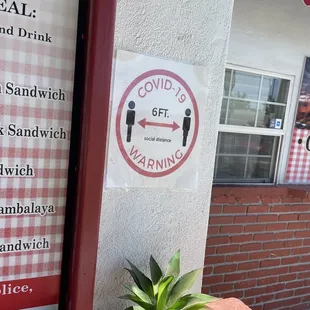 EAL:
nd Drink
Sandwich
k Sandwich
dwich
ambalaya
andwich
olice,
COVID-19
6FT.
social distance
WARNING